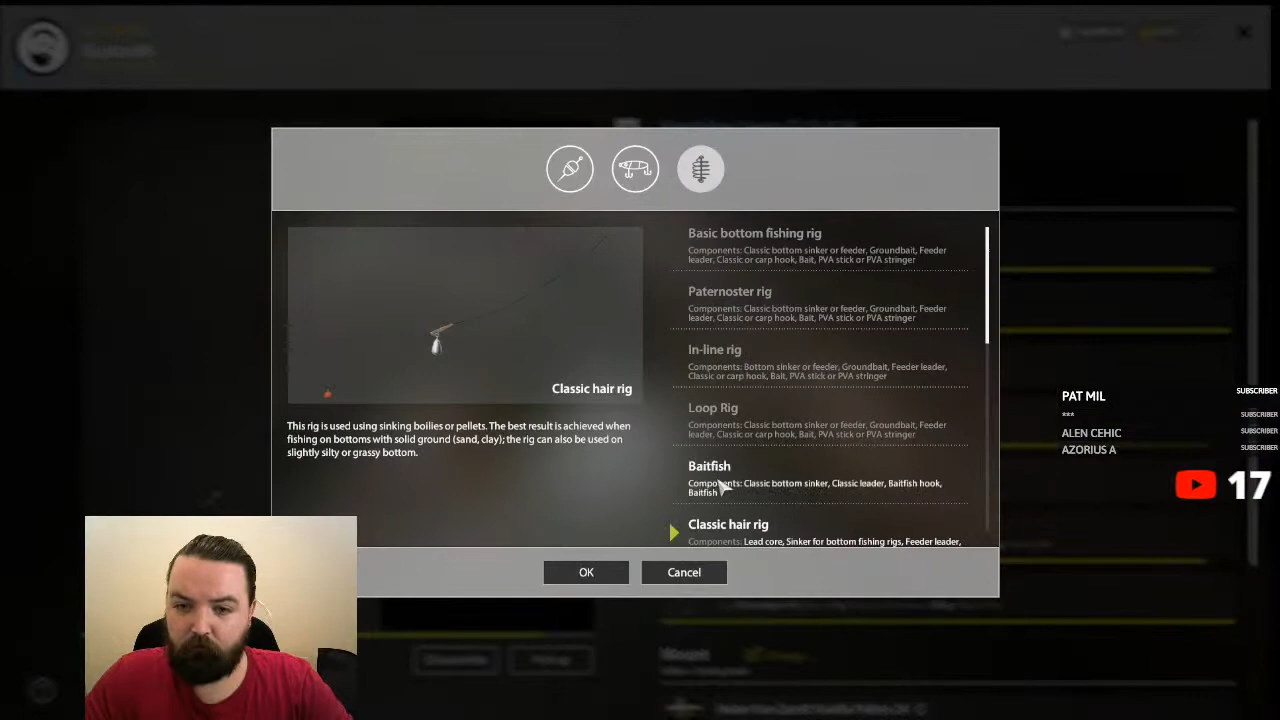 Basic bottom fishing rig
Components: Classic bottom sinker or feeder, Groundbait, Feeder
leader, Classic or carp hook, Bait, PVA stick or PVA stringer
Paternoster rig
Components: Classic bottom sinker or feeder, Groundbait, Feeder
leader, Classic or carp hook, Bait, PVA stick or PVA stringer
In-line rig
Components: Bottom sinker or feeder, Groundbait, Feeder leader,
Classic or carp hook, Bait, PVA stick or PVA stringer
Loop Rig
Components: Classic bottom sinker or feeder, Groundbait, Feeder
leader, Classic or carp hook, Bait, PVA stick or PVA stringer
Baitfish
Components: Classic bottom sinker, Classic leader, Baitfish hook,
Baitfish
Classic hair rig
Components: Lead core, Sinker for bottom fishing rigs, Feeder leader,
Classic hair rig
This rig is used using sinking boilies or pellets. The best result is achieved when
fishing on bottoms with solid ground (sand, clay); the rig can also be used on
slightly silty or grassy bottom.
OK
Cancel
PAT MIL SUBSCRIBER
*** SUBSCRIBER
ALEN CEHIC SUBSCRIBER
AZORIUS A SUBSCRIBER
17